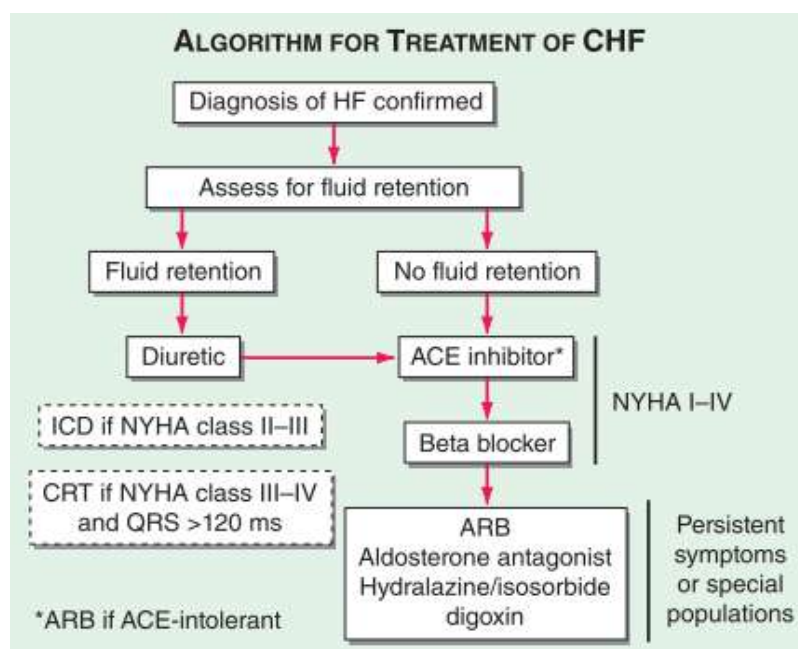 ALGORITHM FOR TREATMENT OF CHF
Diagnosis of HF confirmed
Assess for fluid retention
Fluid retention
No fluid retention
Diuretic
ACE inhibitor*
NYHA I–IV
ICD if NYHA class II–III
Beta blocker
CRT if NYHA class III–IV
and QRS >120 ms
ARB
Aldosterone antagonist
Hydralazine/isosorbide
digoxin
Persistent
symptoms
or special
populations
*ARB if ACE-intolerant